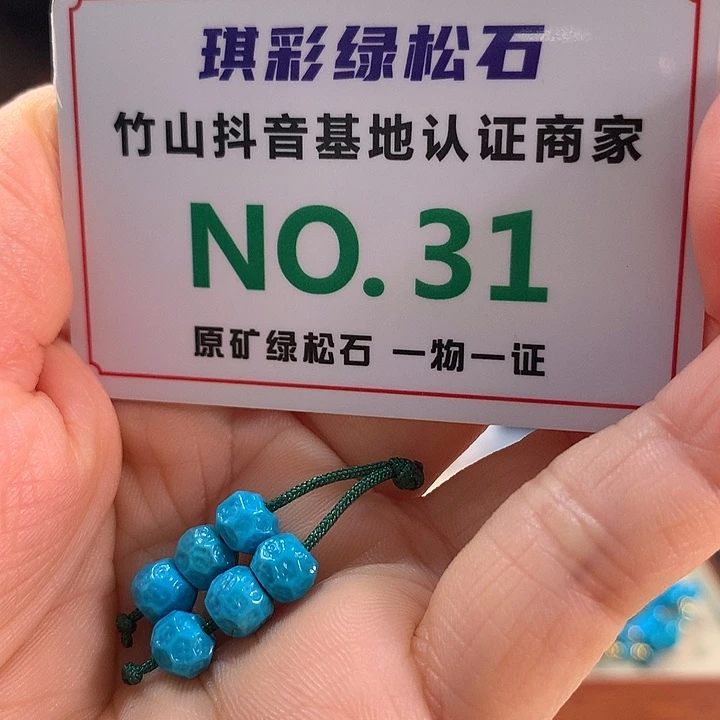 琪彩绿松石
竹山抖音基地认证商家
NO.31
原矿绿松石 一物一证